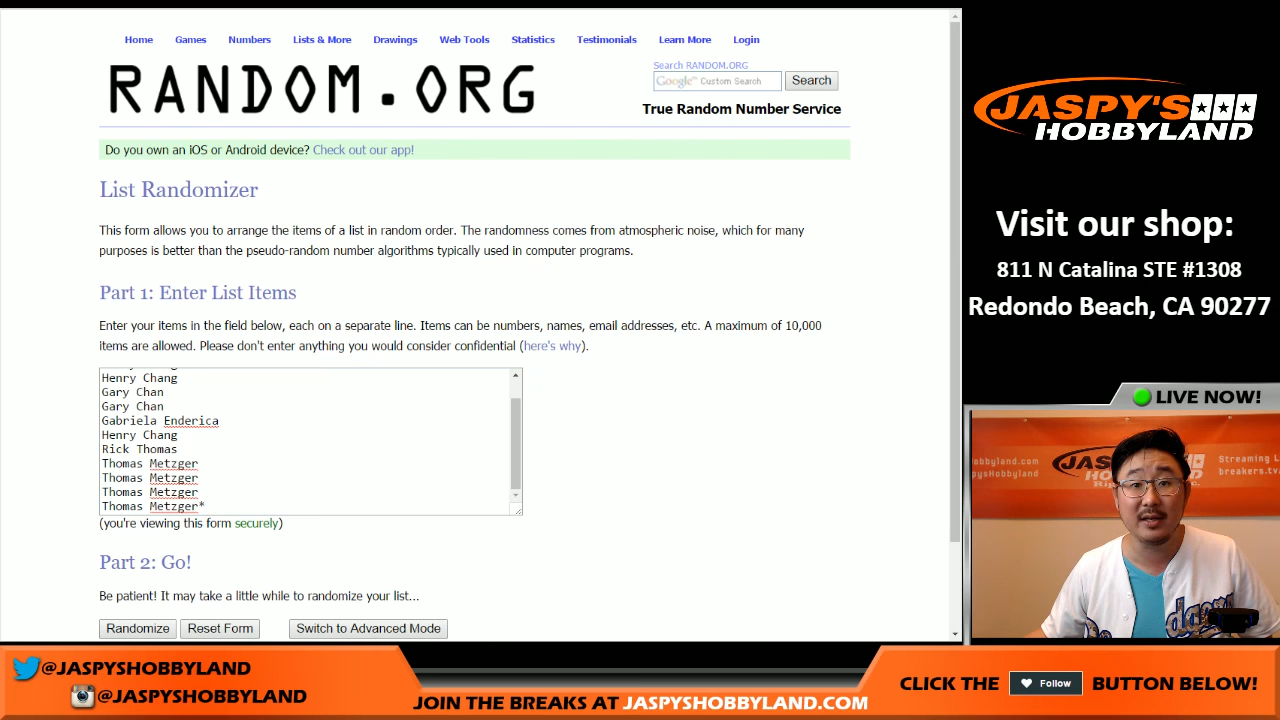 Home Games Numbers Lists & More Drawings Web Tools Statistics Testimonials Learn More Login
RANDOM.ORG
Search RANDOM.ORG
Google™ Custom Search
Search
True Random Number Service
Do you own an iOS or Android device? Check out our app!
List Randomizer
This form allows you to arrange the items of a list in random order. The randomness comes from atmospheric noise, which for many
purposes is better than the pseudo-random number algorithms typically used in computer programs.
Part 1: Enter List Items
Enter your items in the field below, each on a separate line. Items can be numbers, names, email addresses, etc. A maximum of 10,000
items are allowed. Please don't enter anything you would consider confidential (here's why).
Henry Chang
Gary Chan
Gary Chan
Gabriela Enderica
Henry Chang
Rick Thomas
Thomas Metzger
Thomas Metzger
Thomas Metzger
Thomas Metzger*
(you're viewing this form securely)
Part 2: Go!
Be patient! It may take a little while to randomize your list...
Randomize Reset Form Switch to Advanced Mode
JASPY'S
HOBBYLAND
Visit our shop:
811 N Catalina STE #1308
Redondo Beach, CA 90277
LIVE NOW!
@JASPYSHOBBYLAND
@JASPYSHOBBYLAND
JOIN THE BREAKS AT JASPYSHOBBYLAND.COM
CLICK THE Follow BUTTON BELOW!